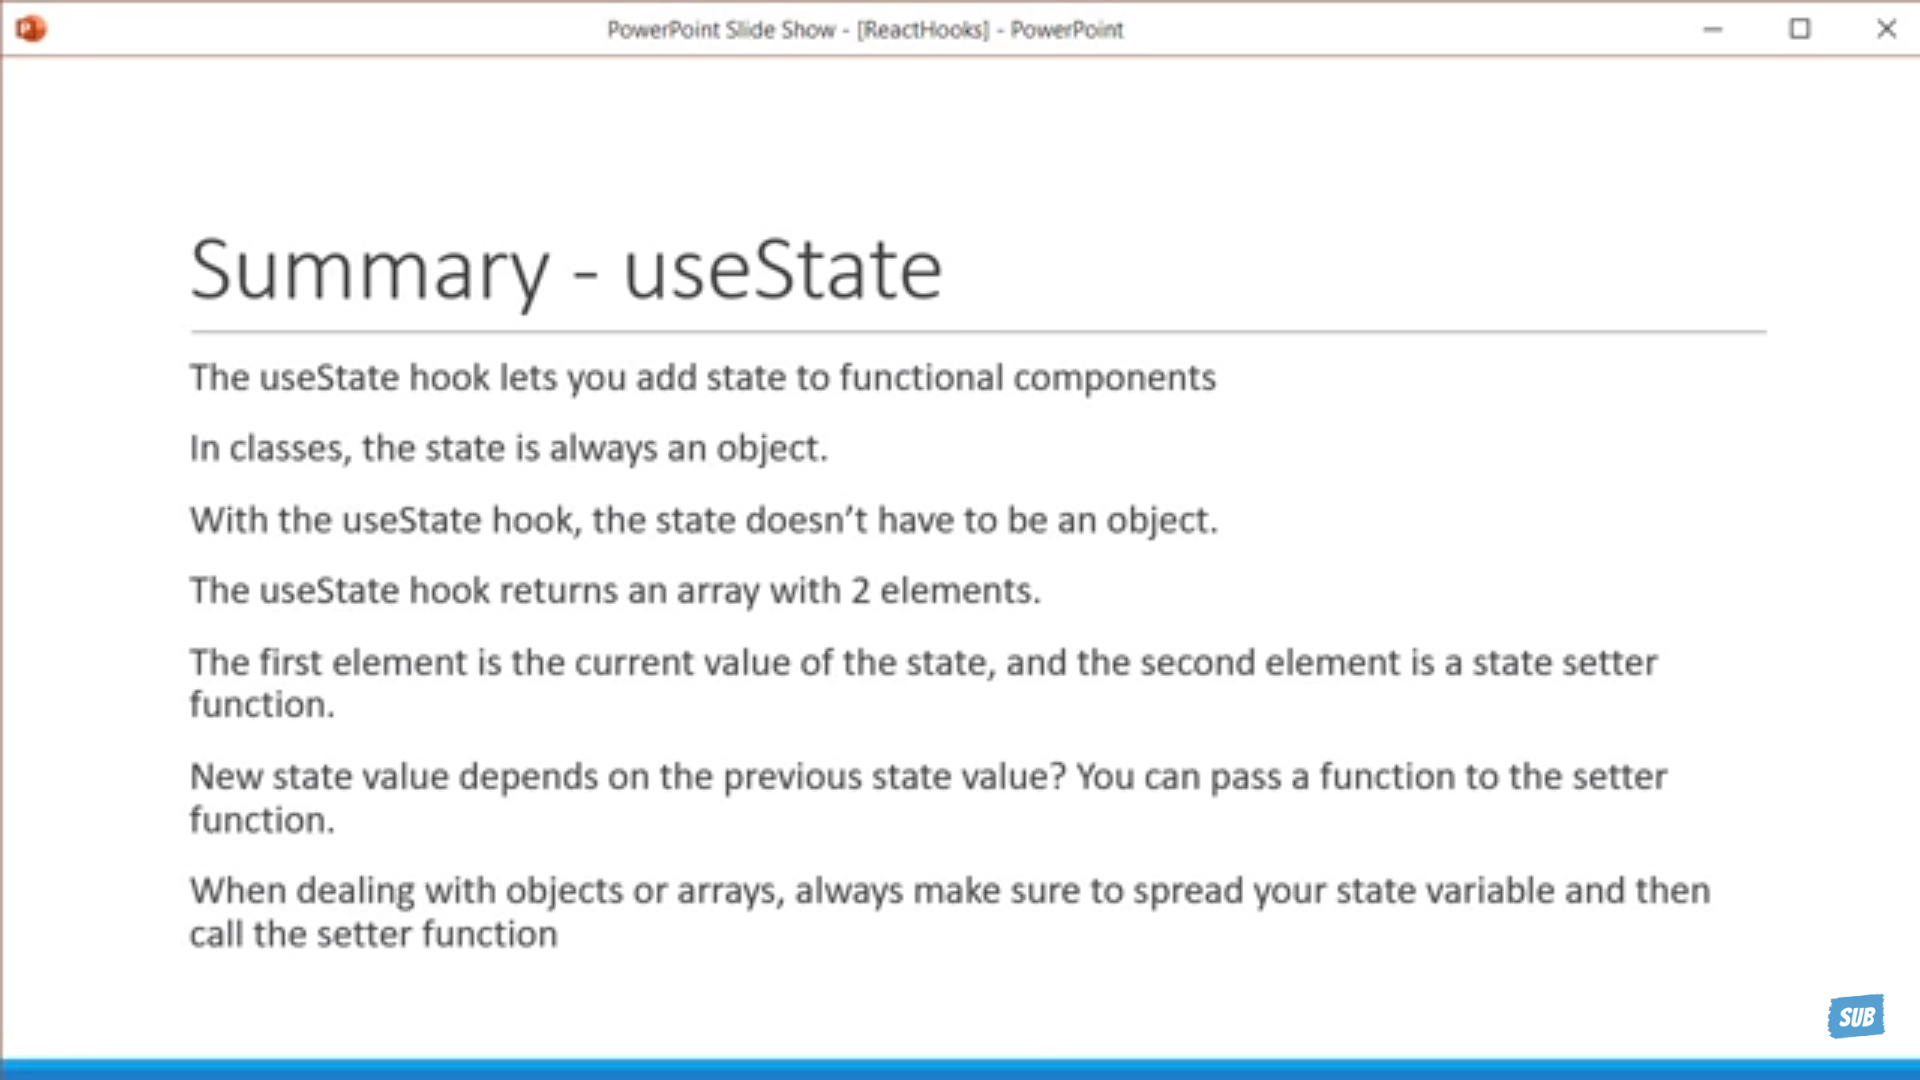 PowerPoint Slide Show - [ReactHooks] - PowerPoint
Summary - useState
The useState hook lets you add state to functional components
In classes, the state is always an object.
With the useState hook, the state doesn’t have to be an object.
The useState hook returns an array with 2 elements.
The first element is the current value of the state, and the second element is a state setter
function.
New state value depends on the previous state value? You can pass a function to the setter
function.
When dealing with objects or arrays, always make sure to spread your state variable and then
call the setter function
SUB